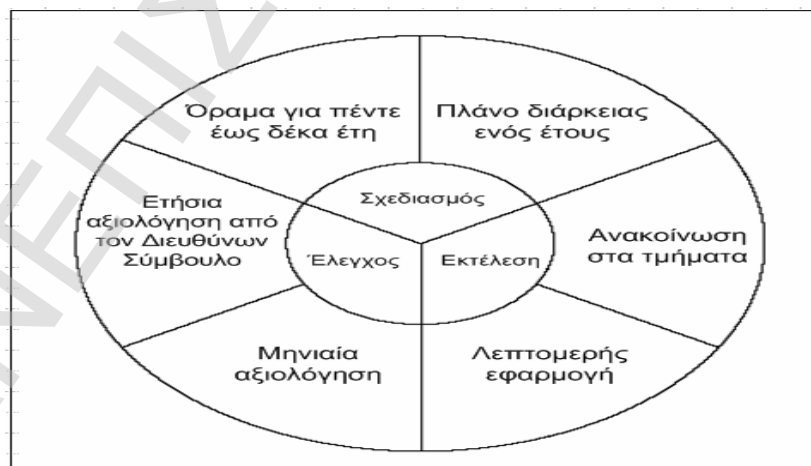 Όραμα για πέντε
έως δέκα έτη
Πλάνο διάρκειας
ενός έτους
Σχεδιασμός
Ετήσια
αξιολόγηση από
τον Διευθύνων
Σύμβουλο
Έλεγχος
Εκτέλεση
Ανακοίνωση
στα τμήματα
Μηνιαία
αξιολόγηση
Λεπτομερής
εφαρμογή